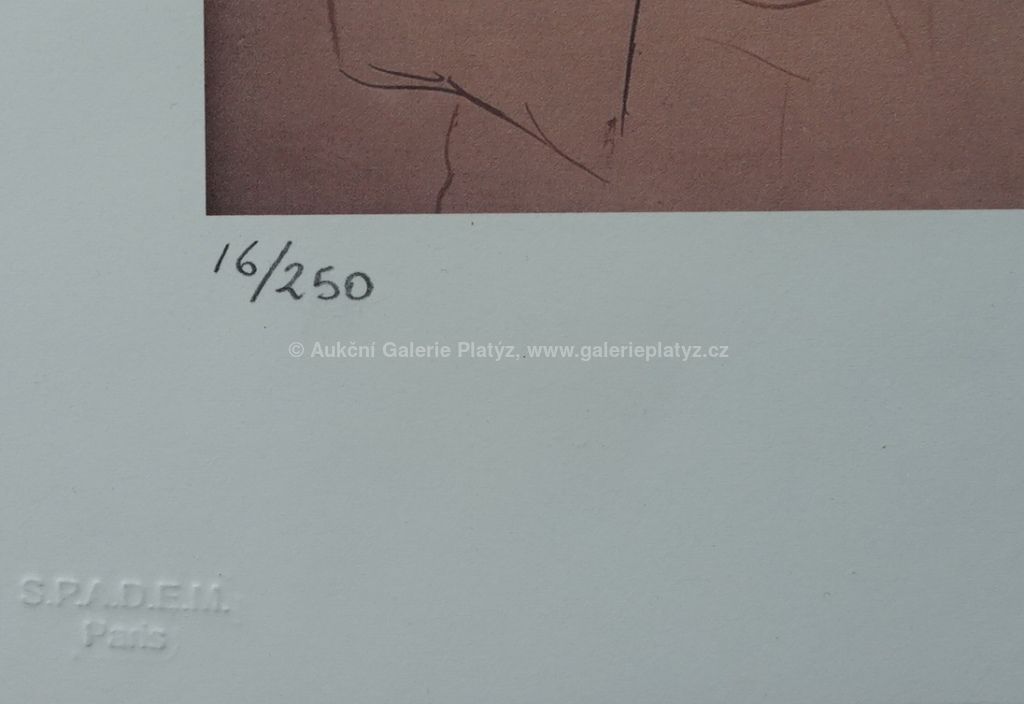 16/250
© Aukční Galerie Platýz, www.galerieplatyz.cz
S.P.A.D.E.M.
Paris